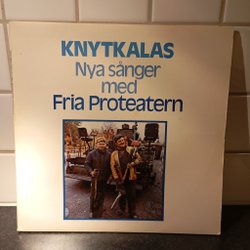 KNYTKALAS
Nya sånger
med
Fria Proteatern